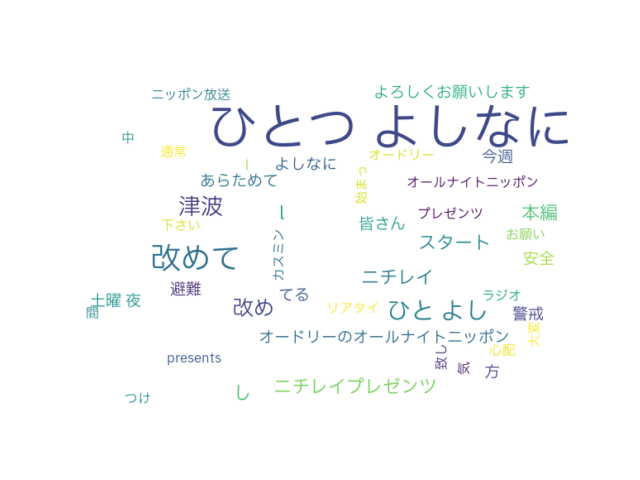 ニッポン放送
よろしくお願いします
ひとつ よしなに
中
通常
ー
よしなに
オードリー
今週
あらためて
始まっ
オールナイトニッポン
津波
ー
皆さん
プレゼンツ
本編
下さい
カスミン
スタート
お願い
改めて
安全
ニチレイ
避難
てる
土曜 夜
間
改め
リアタイ
ひと よし
ラジオ
警戒
オードリーのオールナイトニッポン
大変
presents
致し
心配
気
方
ニチレイプレゼンツ
つけ
し